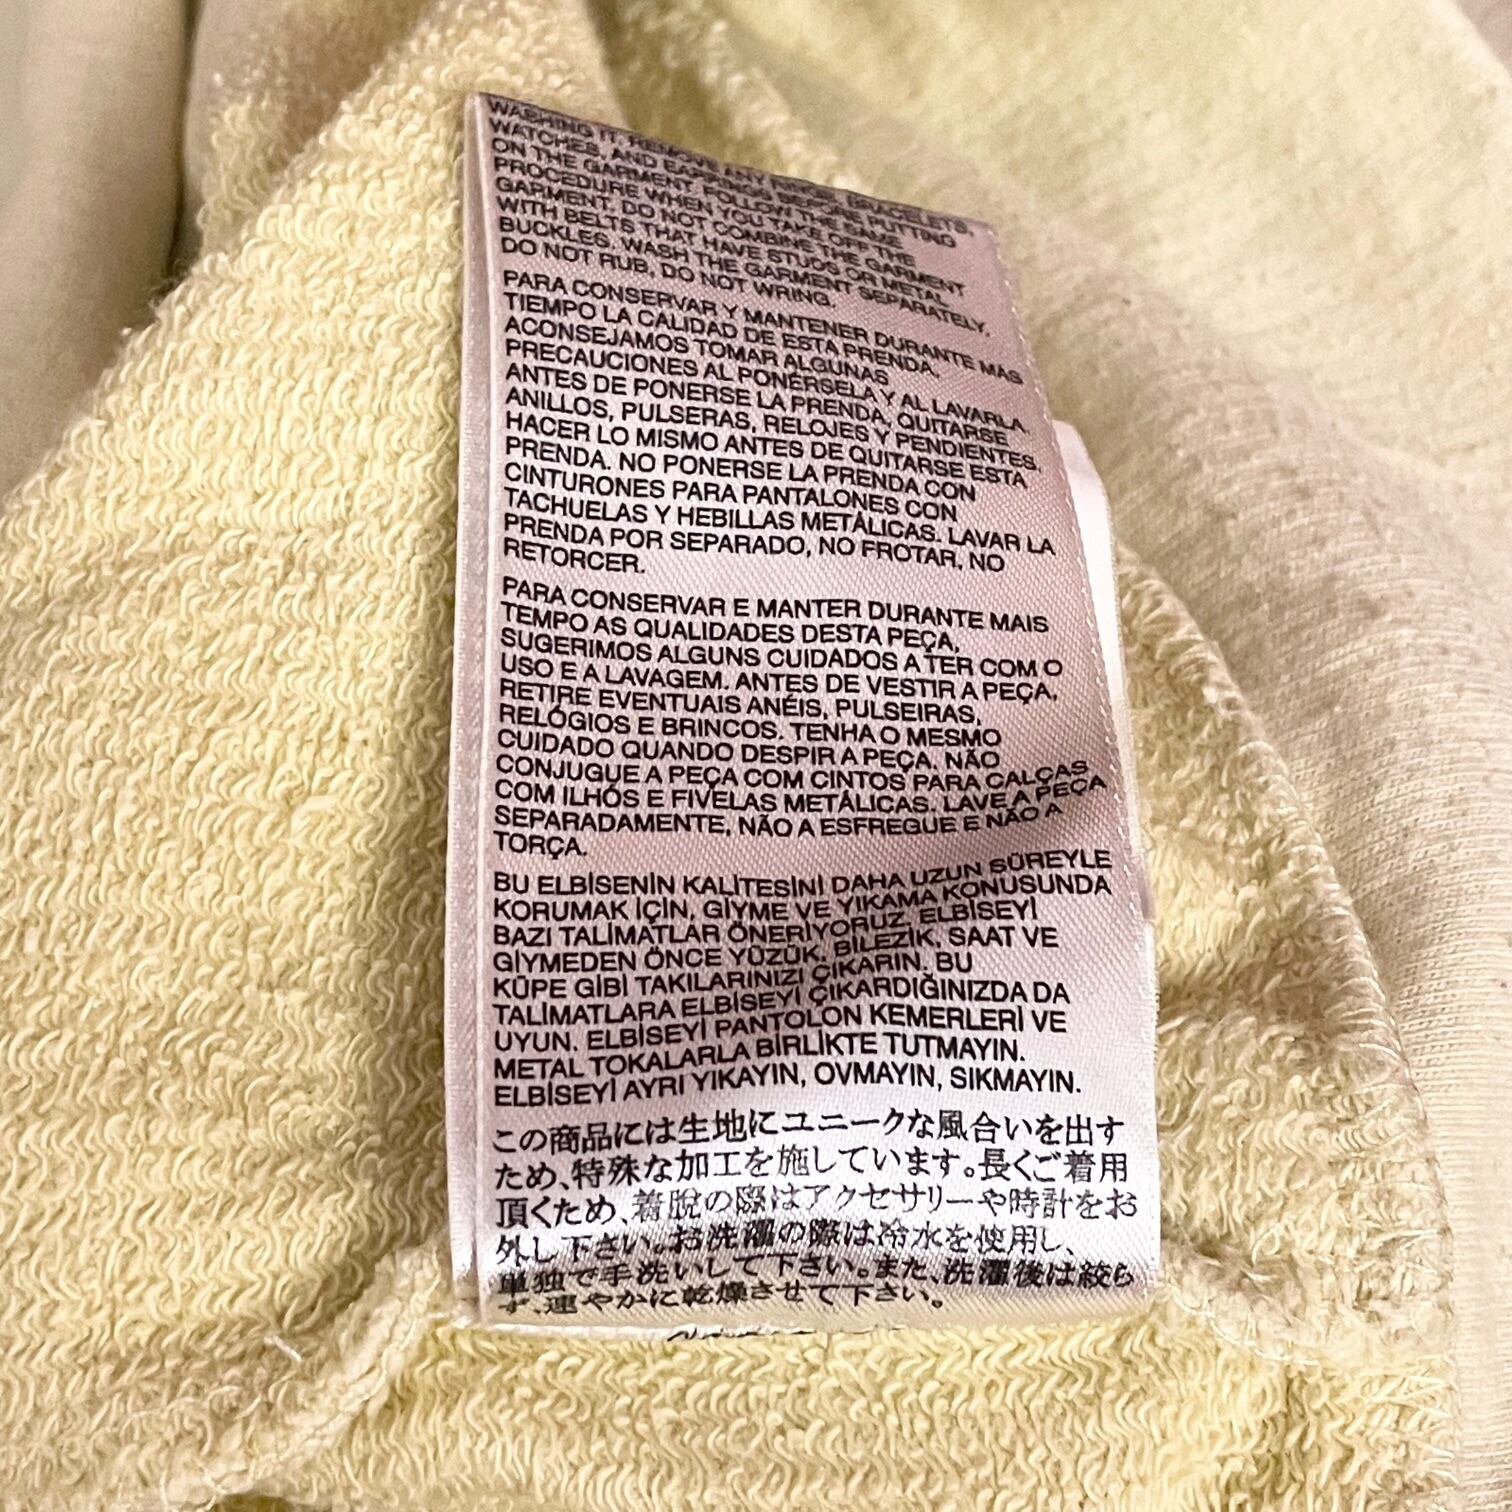 WASHING IT. REMOVE ANY RINGS, BRACELETS,
WATCHES, AND EARRINGS BEFORE PUTTING
ON THE GARMENT. FOLLOW THE SAME
PROCEDURE WHEN YOU TAKE OFF THE
GARMENT. DO NOT COMBINE THE GARMENT
WITH BELTS THAT HAVE STUDS OR METAL
BUCKLES. WASH THE GARMENT SEPARATELY,
DO NOT RUB, DO NOT WRING.
PARA CONSERVAR Y MANTENER DURANTE MÁS
TIEMPO LA CALIDAD DE ESTA PRENDA,
ACONSEJAMOS TOMAR ALGUNAS
PRECAUCIONES AL PONÉRSELA Y AL LAVARLA.
ANTES DE PONERSE LA PRENDA, QUITARSE
ANILLOS, PULSERAS, RELOJES Y PENDIENTES.
HACER LO MISMO ANTES DE QUITARSE ESTA
PRENDA. NO PONERSE LA PRENDA CON
CINTURONES PARA PANTALONES CON
TACHUELAS Y HEBILLAS METÁLICAS. LAVAR LA
PRENDA POR SEPARADO, NO FROTAR, NO
RETORCER.
PARA CONSERVAR E MANTER DURANTE MAIS
TEMPO AS QUALIDADES DESTA PEÇA,
SUGERIMOS ALGUNS CUIDADOS A TER COM O
USO E A LAVAGEM. ANTES DE VESTIR A PEÇA,
RETIRE EVENTUAIS ANÉIS, PULSEIRAS,
RELÓGIOS E BRINCOS. TENHA O MESMO
CUIDADO QUANDO DESPIR A PEÇA. NÃO
CONJUGUE A PEÇA COM CINTOS PARA CALÇAS
COM ILHÓS E FIVELAS METÁLICAS. LAVE A PEÇA
SEPARADAMENTE, NÃO A ESFREGUE E NÃO A
TORÇA.
BU ELBİSENİN KALİTESİNİ DAHA UZUN SÜREYLE
KORUMAK İÇİN, GİYME VE YIKAMA KONUSUNDA
BAZI TALİMATLAR ÖNERİYORUZ. ELBİSEYİ
GİYMEDEN ÖNCE YÜZÜK, BİLEZİK, SAAT VE
KÜPE GİBİ TAKILARINIZI ÇIKARIN. BU
TALİMATLARA ELBİSEYİ ÇIKARDIĞINIZDA DA
UYUN. ELBİSEYİ PANTOLON KEMERLERİ VE
METAL TOKALARLA BİRLİKTE TUTMAYIN.
ELBİSEYİ AYRI YIKAYIN, OVMAYIN, SIKMAYIN.
この商品には生地にユニークな風合いを出す
ため、特殊な加工を施しています。長くご着用
頂くため、着脱の際はアクセサリーや時計をお
外し下さい。お洗濯の際は冷水を使用し、
単独で手洗いして下さい。また、洗濯後は絞ら
ず、速やかに乾燥させて下さい。